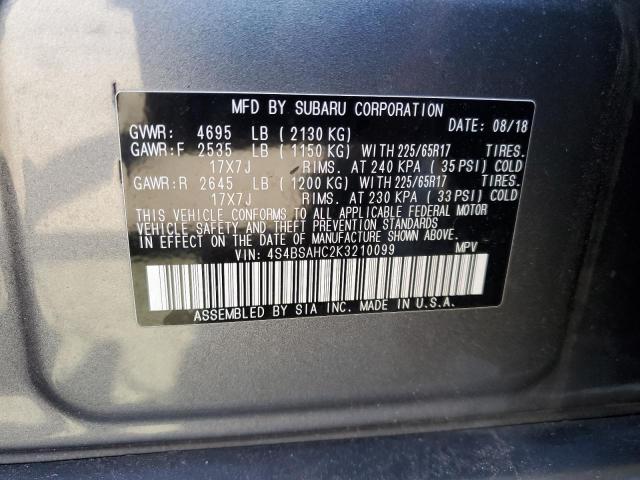 MFD BY SUBARU CORPORATION
GVWR: 4695 LB ( 2130 KG) DATE: 08/18
GAWR:F 2535 LB ( 1150 KG) WITH 225/65R17 TIRES.
17X7J RIMS. AT 240 KPA ( 35 PSI) COLD
GAWR:R 2645 LB ( 1200 KG) WITH 225/65R17 TIRES.
17X7J RIMS. AT 230 KPA ( 33 PSI) COLD
THIS VEHICLE CONFORMS TO ALL APPLICABLE FEDERAL MOTOR
VEHICLE SAFETY AND THEFT PREVENTION STANDARDS
IN EFFECT ON THE DATE OF MANUFACTURE SHOWN ABOVE.
VIN: 4S4BSAHC2K3210099 MPV
ASSEMBLED BY SIA INC. MADE IN U.S.A.